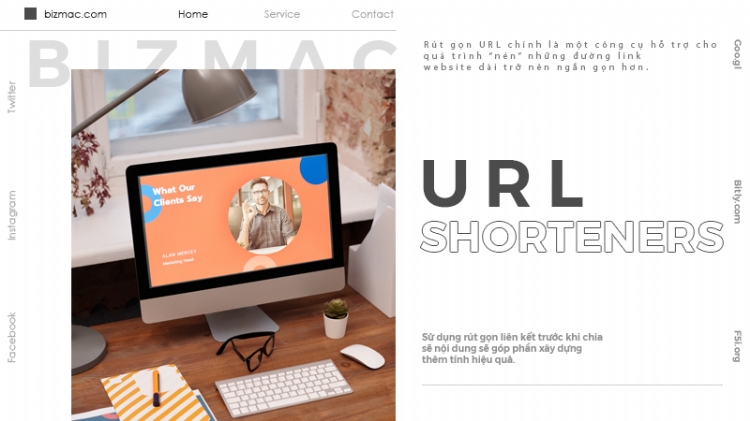 bizmac.com
Home
Service
Contact
BIZMAC
Twitter
Instagram
Facebook
What Our
Clients Say
ALAN MERCEY
Marketing Head
Rút gọn URL chính là một công cụ hỗ trợ cho
quá trình "nén" những đường link
website dài trở nên ngắn gọn hơn.
URL
SHORTENERS
Sử dụng rút gọn liên kết trước khi chia
sẽ nội dung sẽ góp phần xây dựng
thêm tính hiệu quả.
Goo.gl
Bitly.com
F5i.org